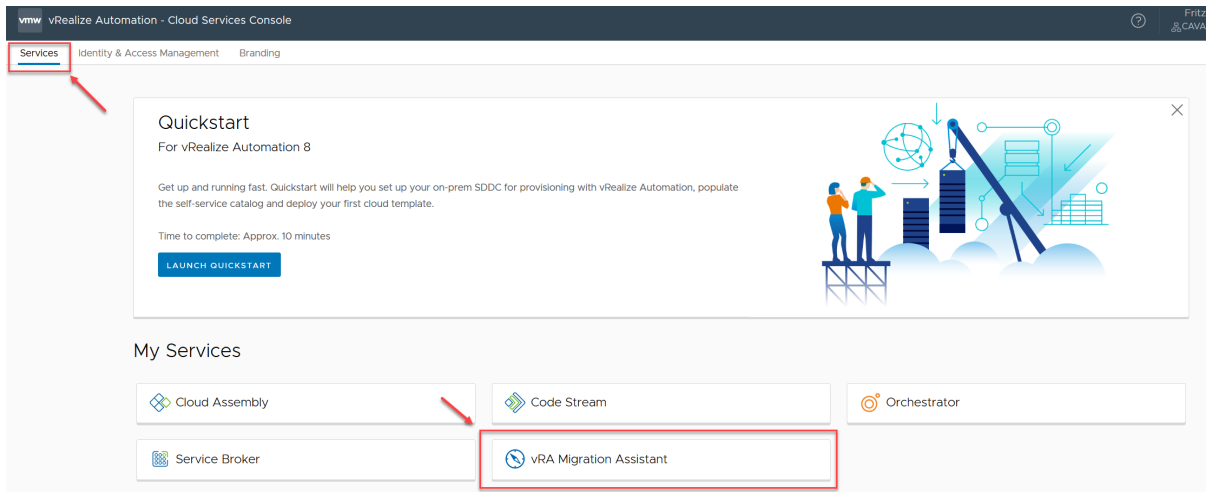 vmw vRealize Automation - Cloud Services Console
Fritz
CAVA
Services Identity & Access Management Branding
Quickstart
For vRealize Automation 8
Get up and running fast. Quickstart will help you set up your on-prem SDDC for provisioning with vRealize Automation, populate
the self-service catalog and deploy your first cloud template.
Time to complete: Approx. 10 minutes
LAUNCH QUICKSTART
My Services
Cloud Assembly
Code Stream
Orchestrator
Service Broker
vRA Migration Assistant